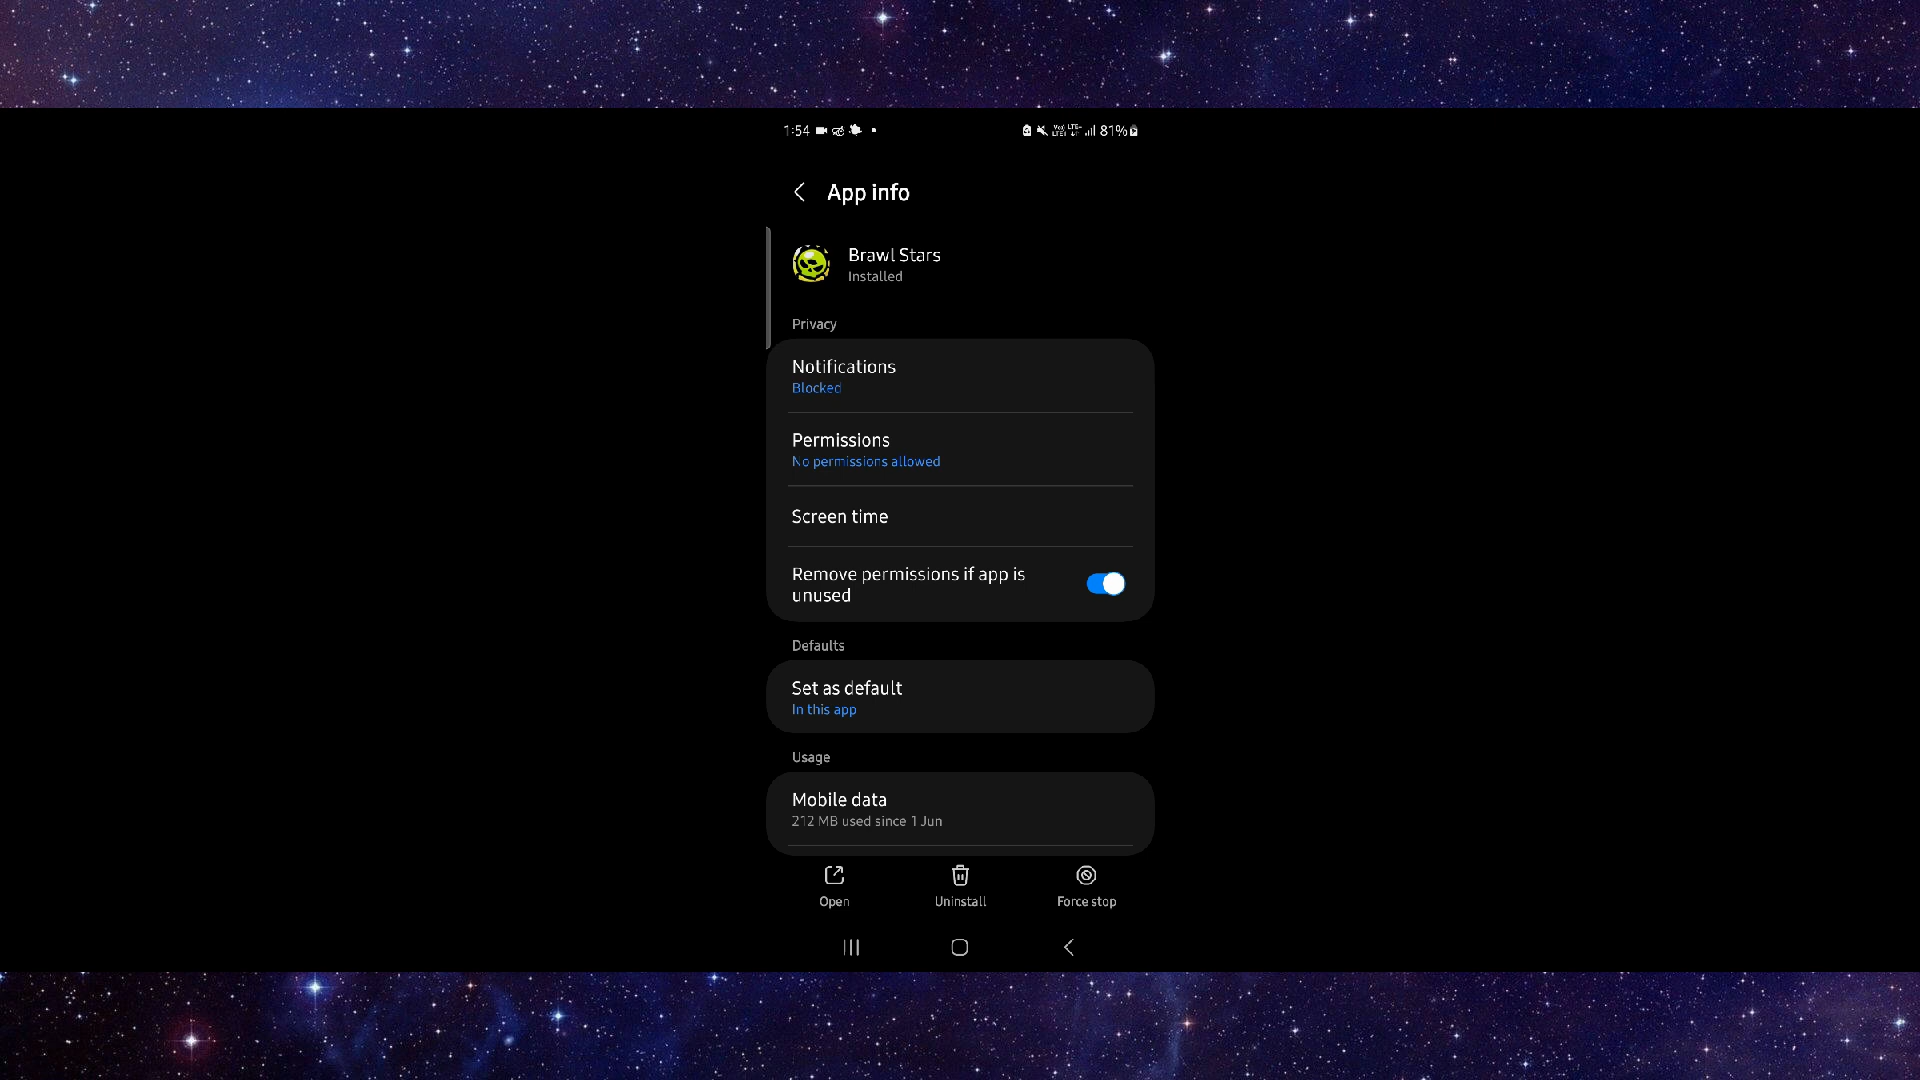 1:54 81%
App info
Brawl Stars
Installed
Privacy
Notifications
Blocked
Permissions
No permissions allowed
Screen time
Remove permissions if app is
unused
Defaults
Set as default
In this app
Usage
Mobile data
212 MB used since 1 Jun
Open Uninstall Force stop